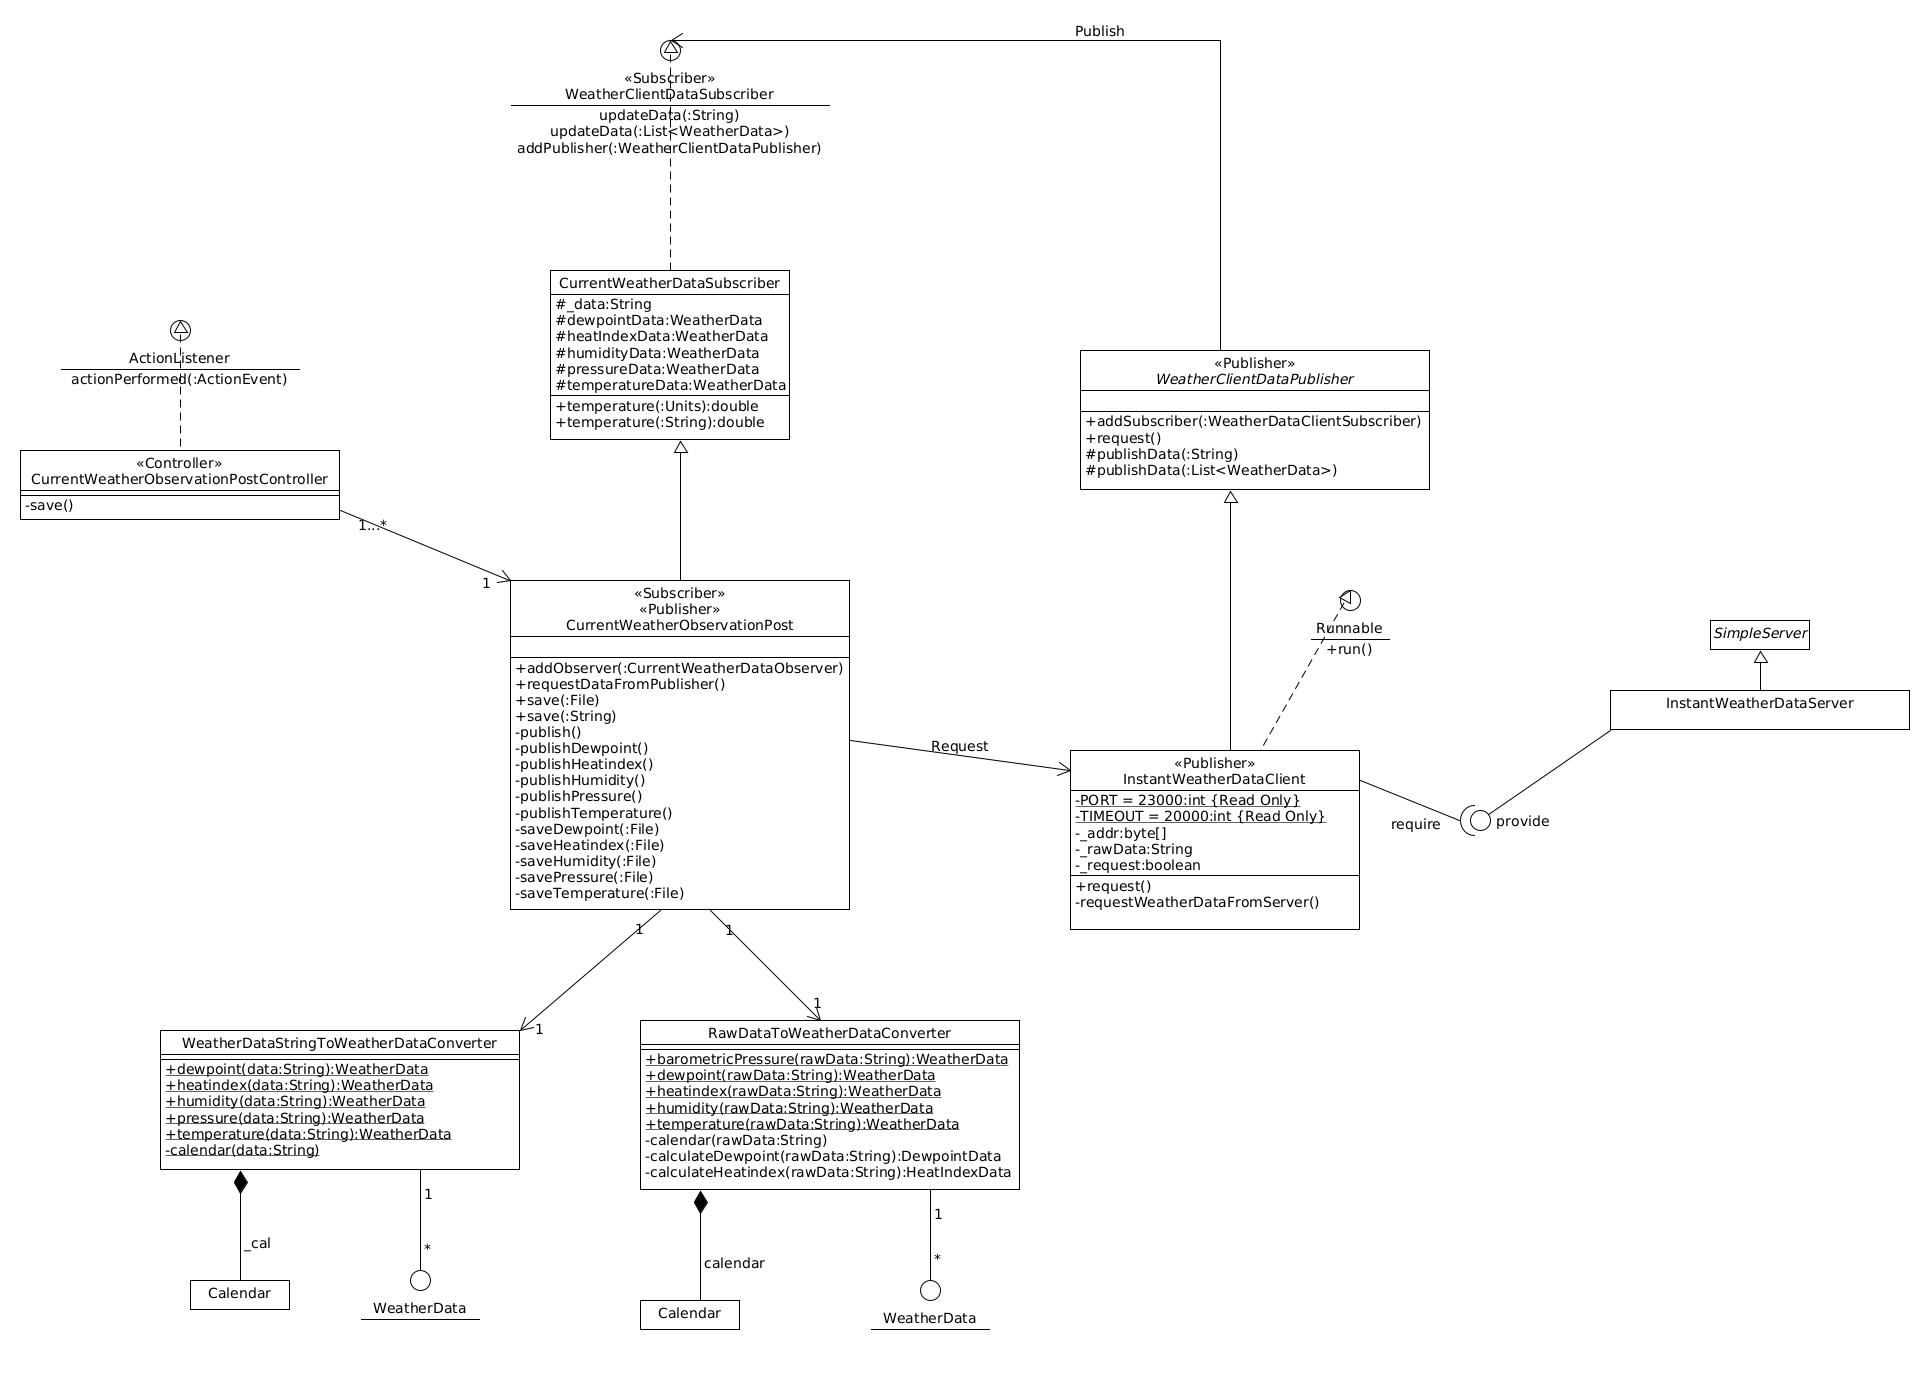 Publish
«Subscriber»
WeatherClientDataSubscriber
updateData(:String)
updateData(:List<WeatherData>)
addPublisher(:WeatherClientDataPublisher)
CurrentWeatherDataSubscriber
#_data:String
#dewpointData:WeatherData
#heatIndexData:WeatherData
#humidityData:WeatherData
#pressureData:WeatherData
#temperatureData:WeatherData
+temperature(:Units):double
+temperature(:String):double
ActionListener
actionPerformed(:ActionEvent)
«Controller»
CurrentWeatherObservationPostController
-save()
1...*
1
«Publisher»
WeatherClientDataPublisher
+addSubscriber(:WeatherDataClientSubscriber)
+request()
#publishData(:String)
#publishData(:List<WeatherData>)
«Subscriber»
«Publisher»
CurrentWeatherObservationPost
+addObserver(:CurrentWeatherDataObserver)
+requestDataFromPublisher()
+save(:File)
+save(:String)
-publish()
-publishDewpoint()
-publishHeatindex()
-publishHumidity()
-publishPressure()
-publishTemperature()
-saveDewpoint(:File)
-saveHeatindex(:File)
-saveHumidity(:File)
-savePressure(:File)
-saveTemperature(:File)
Request
Runnable
+run()
SimpleServer
InstantWeatherDataServer
«Publisher»
InstantWeatherDataClient
-PORT = 23000:int {Read Only}
-TIMEOUT = 20000:int {Read Only}
-_addr:byte[]
-_rawData:String
-_request:boolean
+request()
-requestWeatherDataFromServer()
require
provide
1
1
1
1
WeatherDataStringToWeatherDataConverter
+dewpoint(data:String):WeatherData
+heatindex(data:String):WeatherData
+humidity(data:String):WeatherData
+pressure(data:String):WeatherData
+temperature(data:String):WeatherData
-calendar(data:String)
_cal
Calendar
1
*
WeatherData
RawDataToWeatherDataConverter
+barometricPressure(rawData:String):WeatherData
+dewpoint(rawData:String):WeatherData
+heatindex(rawData:String):WeatherData
+humidity(rawData:String):WeatherData
+temperature(rawData:String):WeatherData
-calendar(rawData:String)
-calculateDewpoint(rawData:String):DewpointData
-calculateHeatindex(rawData:String):HeatIndexData
calendar
Calendar
1
*
WeatherData